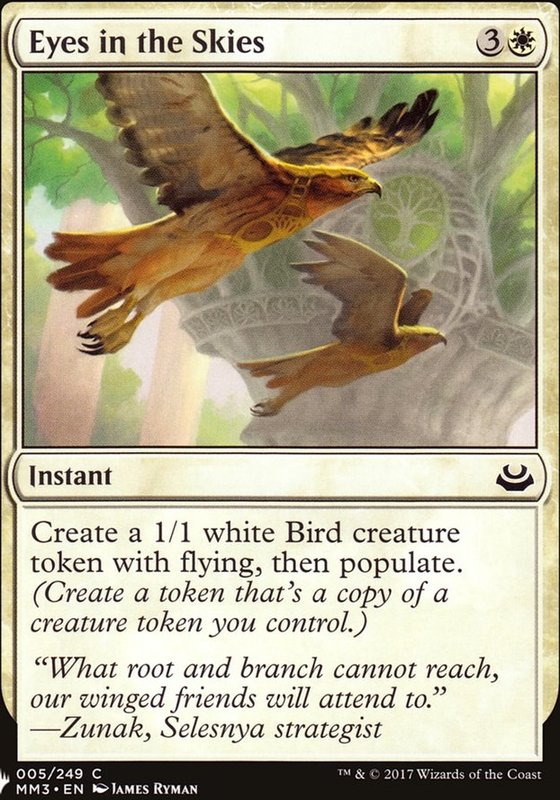 Eyes in the Skies 3
Instant
Create a 1/1 white Bird creature
token with flying, then populate.
(Create a token that's a copy of a
creature token you control.)
“What root and branch cannot reach,
our winged friends will attend to.”
—Zunak, Selesnya strategist
005/249 C
MM3 • EN JAMES RYMAN
™ & © 2017 Wizards of the Coast